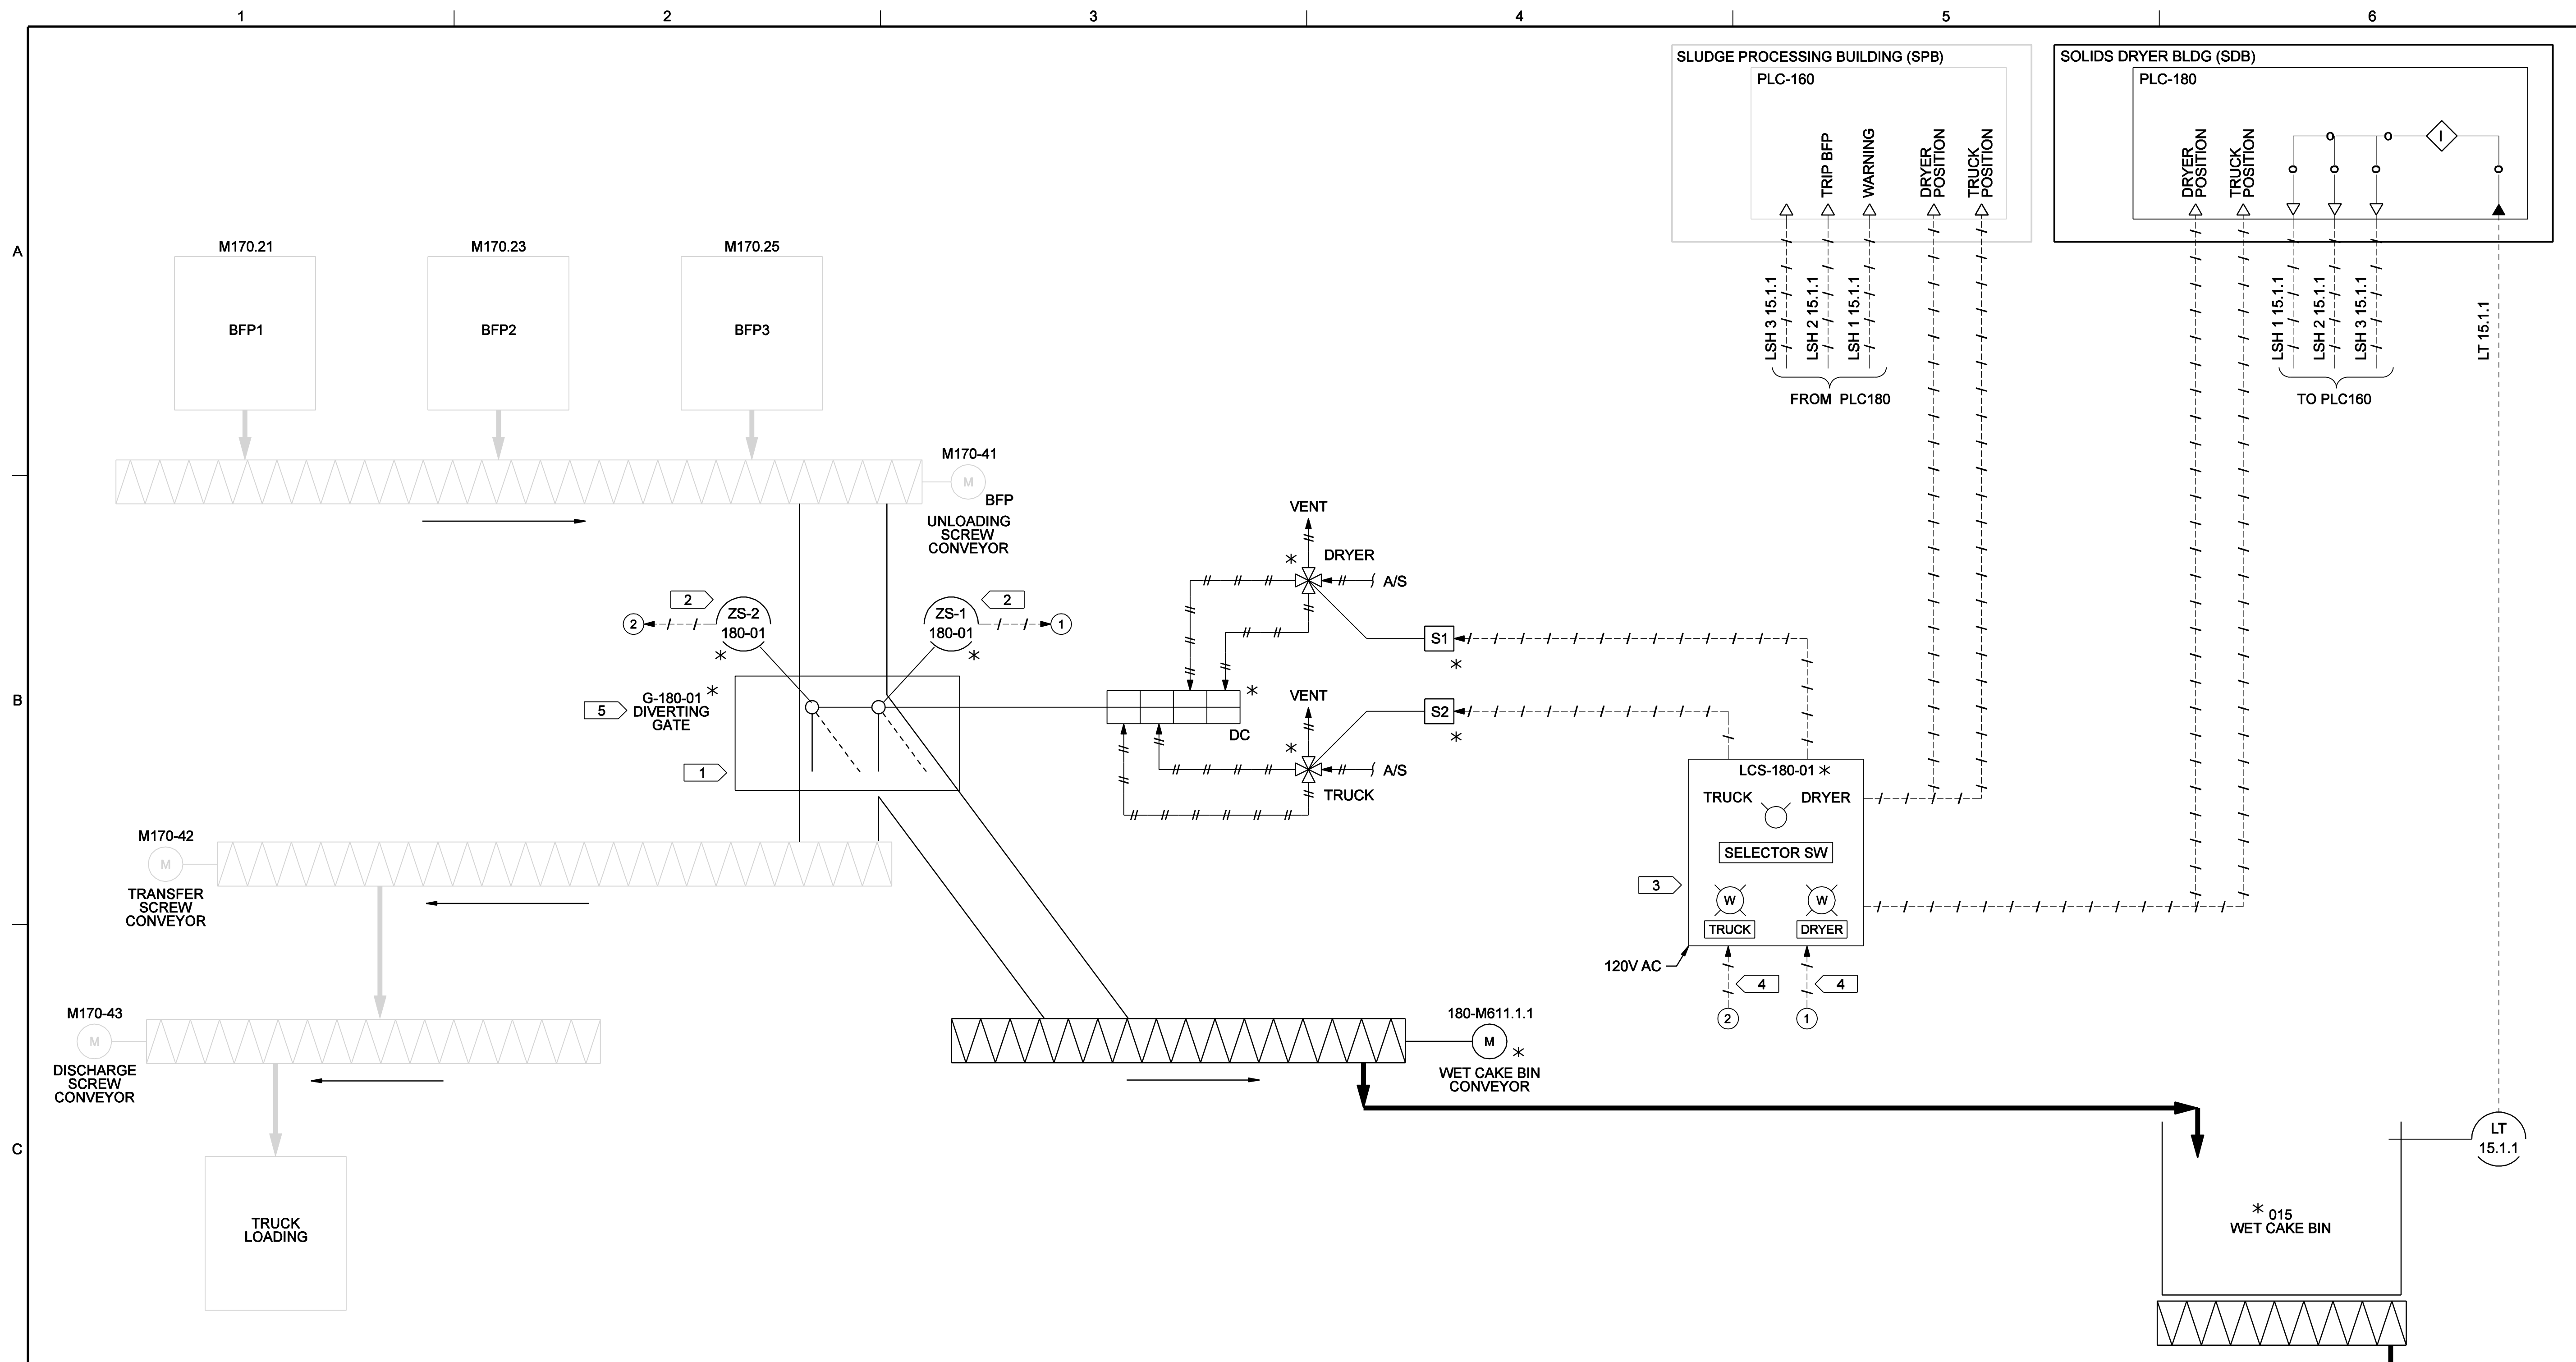 1
2
3
4
5
6
A
B
C
SLUDGE PROCESSING BUILDING (SPB)
PLC-160
TRIP BFP
WARNING
DRYER
POSITION
TRUCK
POSITION
LSH 3 15.1.1
LSH 2 15.1.1
LSH 1 15.1.1
FROM PLC180
SOLIDS DRYER BLDG (SDB)
PLC-180
DRYER
POSITION
TRUCK
POSITION
I
LSH 1 15.1.1
LSH 2 15.1.1
LSH 3 15.1.1
TO PLC160
LT 15.1.1
M170.21
BFP1
M170.23
BFP2
M170.25
BFP3
M170-41
M
BFP
UNLOADING
SCREW
CONVEYOR
VENT
DRYER
A/S
2
2
ZS-2
180-01
ZS-1
180-01
2
1
S1
G-180-01
DIVERTING
GATE
5
1
DC
VENT
A/S
TRUCK
S2
LCS-180-01
TRUCK
DRYER
SELECTOR SW
3
W
W
TRUCK
DRYER
120V AC
4
4
2
1
M170-42
M
TRANSFER
SCREW
CONVEYOR
M170-43
M
DISCHARGE
SCREW
CONVEYOR
180-M611.1.1
M
WET CAKE BIN
CONVEYOR
TRUCK
LOADING
LT
15.1.1
015
WET CAKE BIN